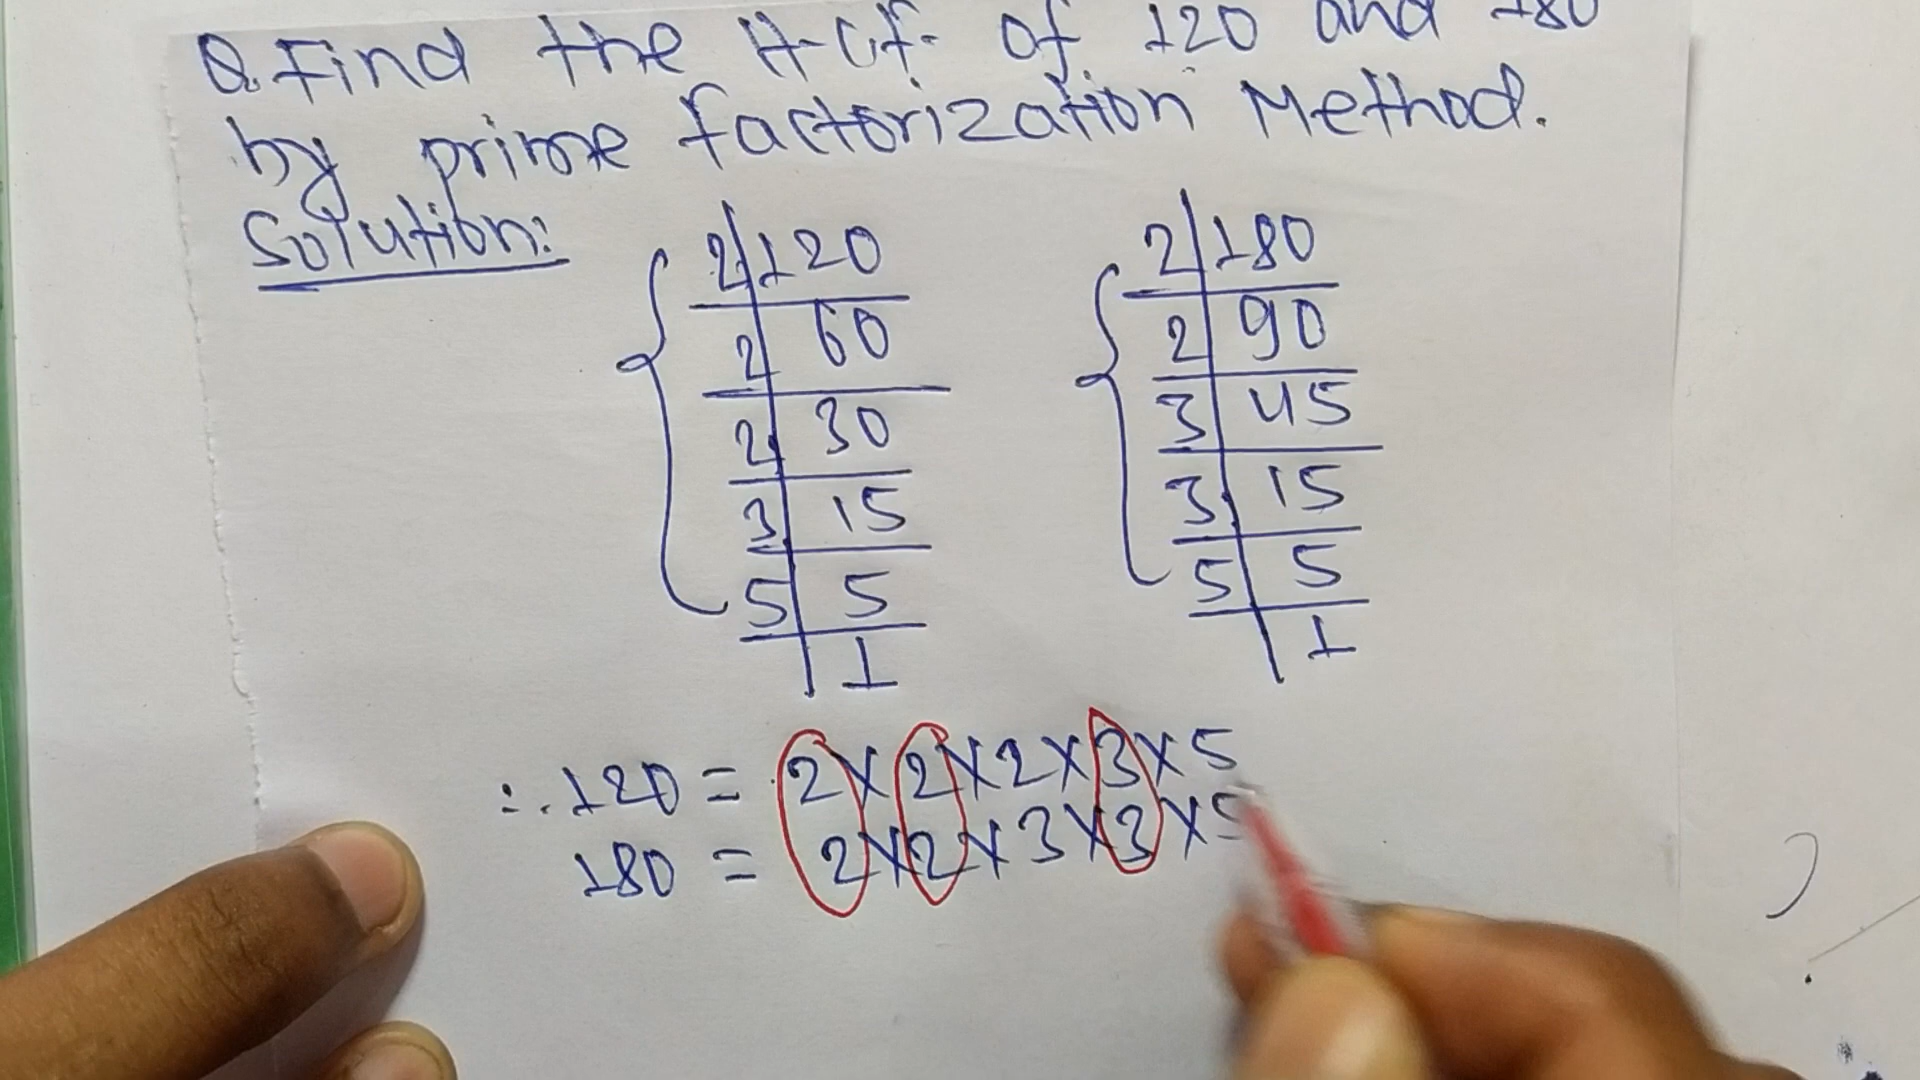 Q. Find the H.C.F. of 120 and 180
by prime factorization Method.
Solution:
2 120
2 60
2 30
3 15
5 5
1
2 180
2 90
3 45
3 15
5 5
1
∴ 120 = 2×2×2×3×5
180 = 2×2×3×3×5